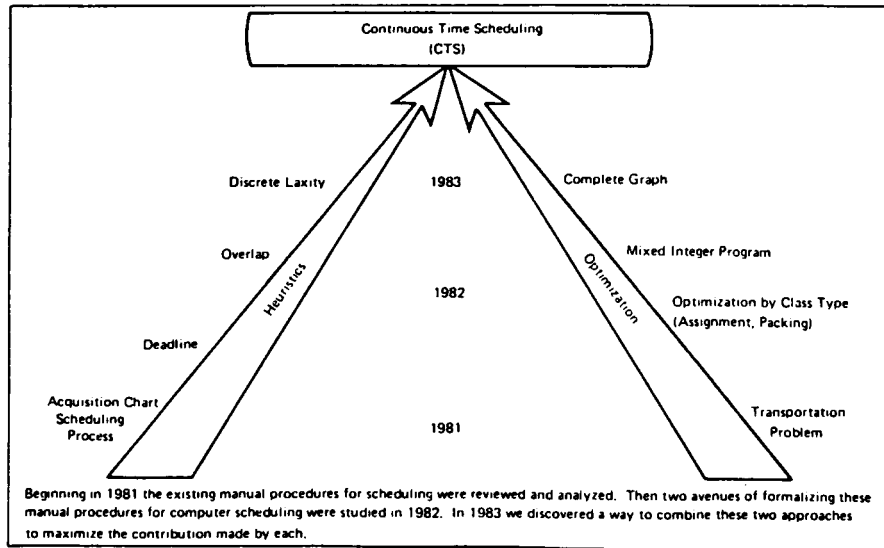 Continuous Time Scheduling
(CTS)
Discrete Laxity
1983
Complete Graph
Overlap
Mixed Integer Program
Heuristics
1982
Optimization
Optimization by Class Type
(Assignment, Packing)
Deadline
Acquisition Chart
Scheduling
Process
1981
Transportation
Problem
Beginning in 1981 the existing manual procedures for scheduling were reviewed and analyzed. Then two avenues of formalizing these
manual procedures for computer scheduling were studied in 1982. In 1983 we discovered a way to combine these two approaches
to maximize the contribution made by each.